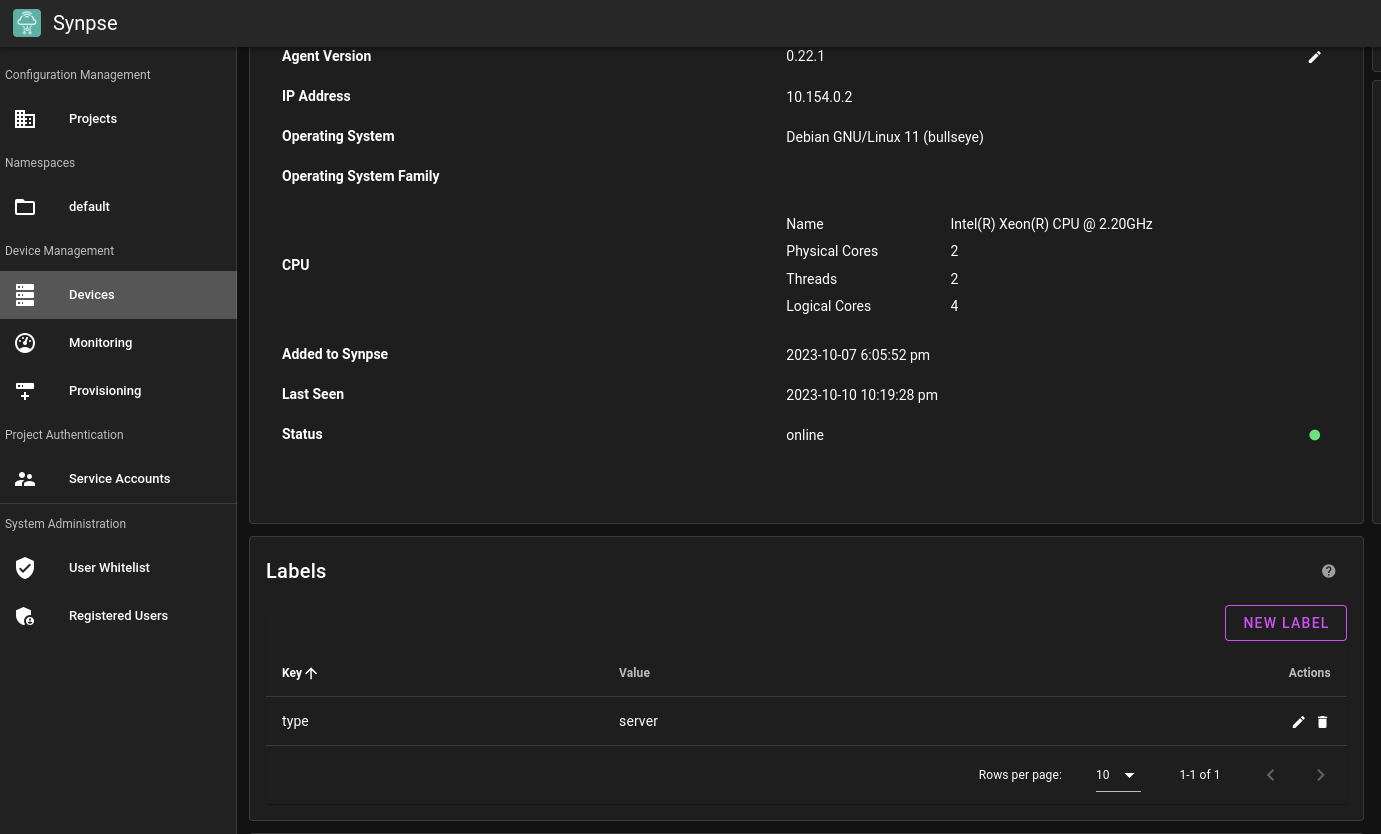 Synpse
Configuration Management
Projects
Namespaces
default
Device Management
Devices
Monitoring
Provisioning
Project Authentication
Service Accounts
System Administration
User Whitelist
Registered Users
Agent Version 0.22.1
IP Address 10.154.0.2
Operating System Debian GNU/Linux 11 (bullseye)
Operating System Family
CPU
Name Intel(R) Xeon(R) CPU @ 2.20GHz
Physical Cores 2
Threads 2
Logical Cores 4
Added to Synpse 2023-10-07 6:05:52 pm
Last Seen 2023-10-10 10:19:28 pm
Status online
Labels
NEW LABEL
Key Value Actions
type server
Rows per page: 10 1-1 of 1